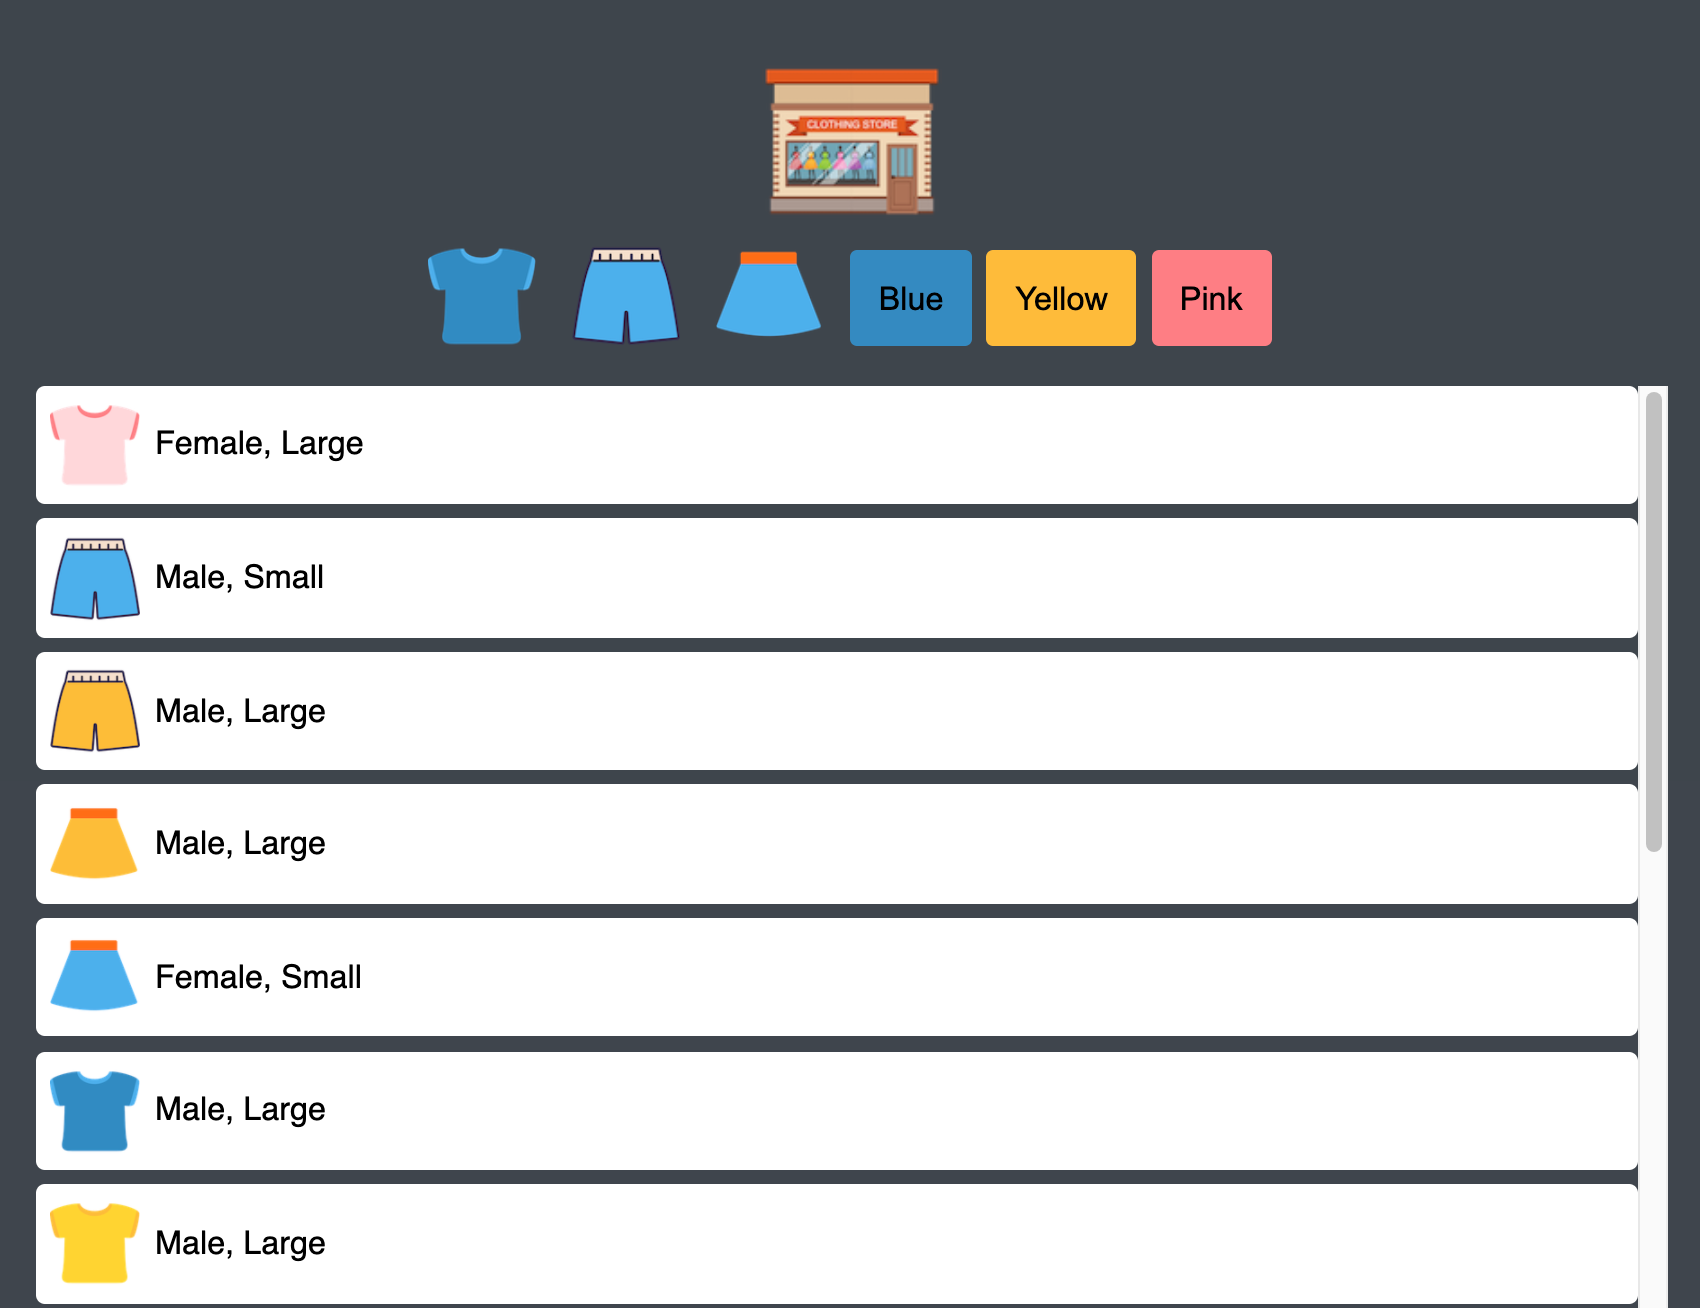 CLOTHING STORE
Blue
Yellow
Pink
Female, Large
Male, Small
Male, Large
Male, Large
Female, Small
Male, Large
Male, Large